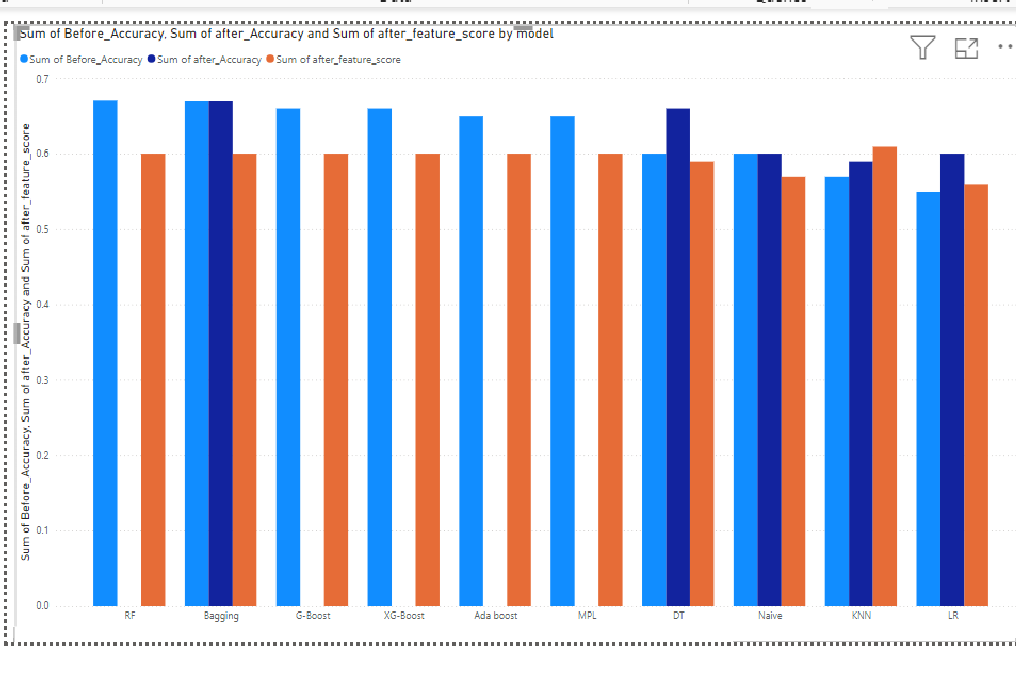 Sum of Before_Accuracy, Sum of after_Accuracy and Sum of after_feature_score by model
Sum of Before_Accuracy Sum of after_Accuracy Sum of after_feature_score
Sum of Before_Accuracy, Sum of after_Accuracy and Sum of after_feature_score
0.7
0.6
0.5
0.4
0.3
0.2
0.1
0.0
RF Bagging G-Boost XG-Boost Ada boost MPL DT Naive KNN LR